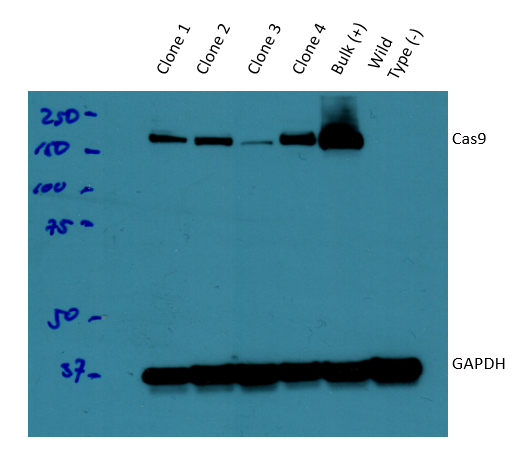 Clone 1
Clone 2
Clone 3
Clone 4
Bulk (+)
Wild
Type (-)
250 -
150 -
100 -
75 -
50 -
37 -
Cas9
GAPDH